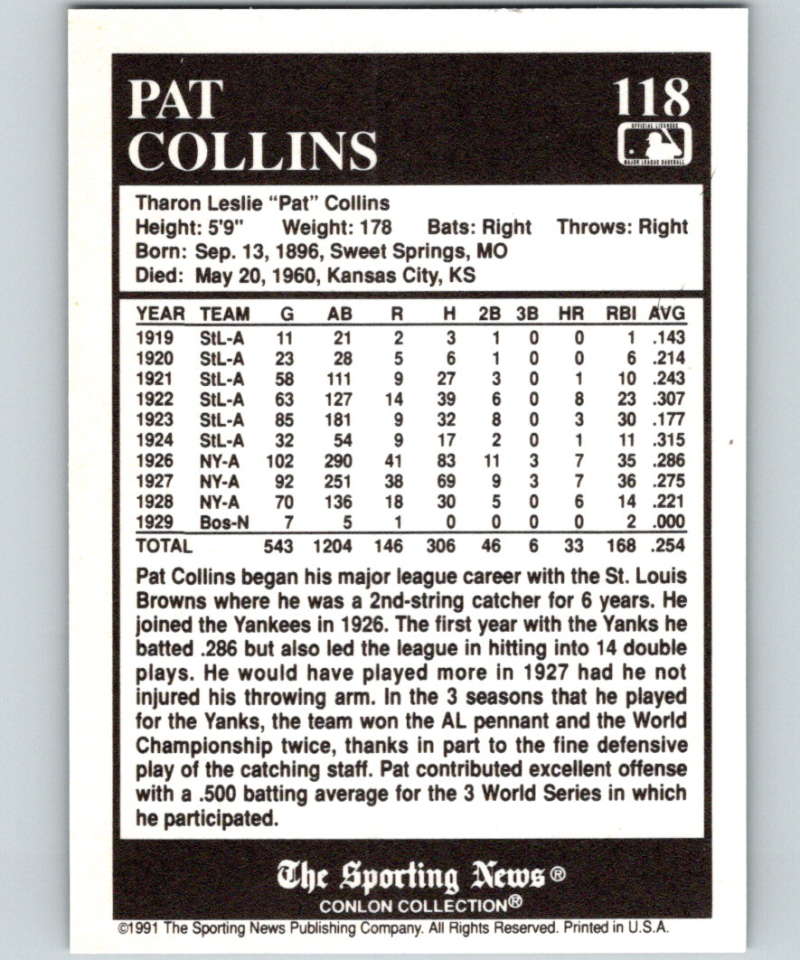 PAT
COLLINS
118
OFFICIAL LICENSEE
MAJOR LEAGUE BASEBALL
Tharon Leslie “Pat” Collins
Height: 5'9" Weight: 178 Bats: Right Throws: Right
Born: Sep. 13, 1896, Sweet Springs, MO
Died: May 20, 1960, Kansas City, KS
YEAR TEAM G AB R H 2B 3B HR RBI AVG
1919 StL-A 11 21 2 3 1 0 0 1 .143
1920 StL-A 23 28 5 6 1 0 0 6 .214
1921 StL-A 58 111 9 27 3 0 1 10 .243
1922 StL-A 63 127 14 39 6 0 8 23 .307
1923 StL-A 85 181 9 32 8 0 3 30 .177
1924 StL-A 32 54 9 17 2 0 1 11 .315
1926 NY-A 102 290 41 83 11 3 7 35 .286
1927 NY-A 92 251 38 69 9 3 7 36 .275
1928 NY-A 70 136 18 30 5 0 6 14 .221
1929 Bos-N 7 5 1 0 0 0 0 2 .000
TOTAL 543 1204 146 306 46 6 33 168 .254
Pat Collins began his major league career with the St. Louis
Browns where he was a 2nd-string catcher for 6 years. He
joined the Yankees in 1926. The first year with the Yanks he
batted .286 but also led the league in hitting into 14 double
plays. He would have played more in 1927 had he not
injured his throwing arm. In the 3 seasons that he played
for the Yanks, the team won the AL pennant and the World
Championship twice, thanks in part to the fine defensive
play of the catching staff. Pat contributed excellent offense
with a .500 batting average for the 3 World Series in which
he participated.
The Sporting News®
CONLON COLLECTION®
©1991 The Sporting News Publishing Company. All Rights Reserved. Printed in U.S.A.